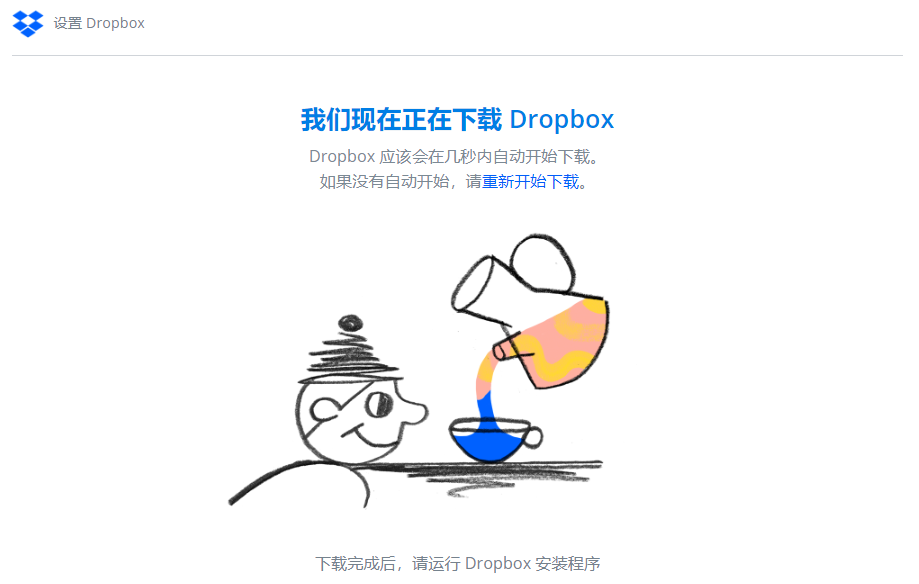 设置 Dropbox
我们现在正在下载 Dropbox
Dropbox 应该会在几秒内自动开始下载。
如果没有自动开始，请重新开始下载。
下载完成后，请运行 Dropbox 安装程序